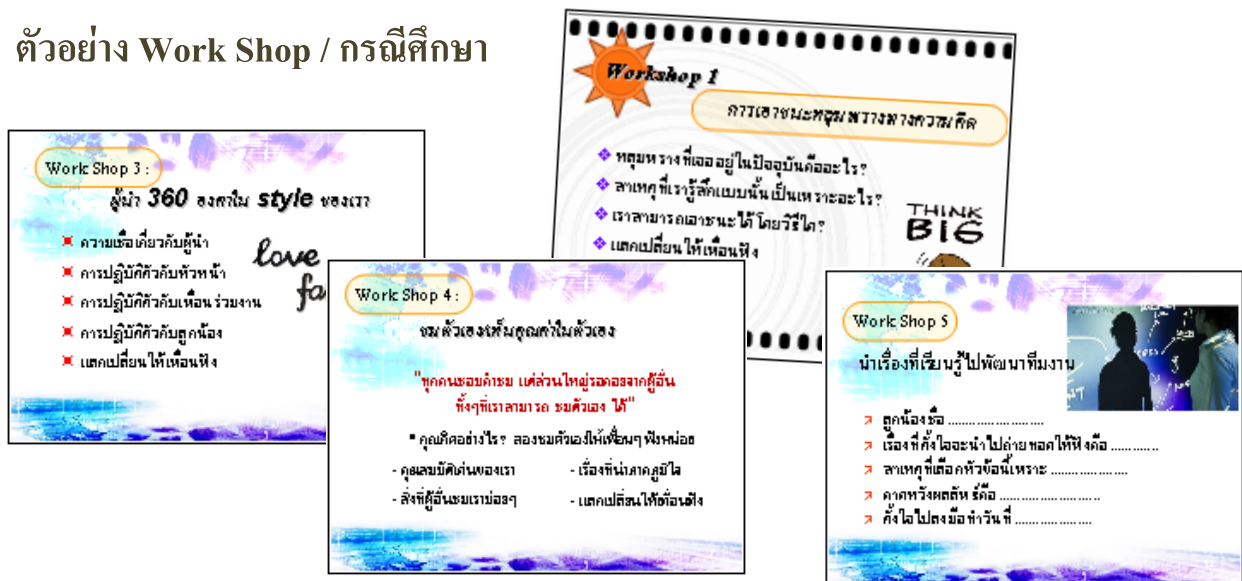 ตัวอย่าง Work Shop / กรณีศึกษา
Workshop 1
การเอาชนะหลุมพรางทางความคิด
หลุมพรางที่เจออยู่ในปัจจุบันคืออะไร?
สาเหตุที่เรารู้สึกแบบนั้นเป็นเพราะอะไร?
เราสามารถเอาชนะได้โดยวิธีใด?
แลกเปลี่ยนให้เพื่อนฟัง
THINK
BIG
Work Shop 3 :
ผู้นำ 360 องศาใน style ของเรา
ความเชื่อเกี่ยวกับผู้นำ
การปฏิบัติตัวกับหัวหน้า
การปฏิบัติตัวกับเพื่อนร่วมงาน
การปฏิบัติตัวกับลูกน้อง
แลกเปลี่ยนให้เพื่อนฟัง
love
fa
Work Shop 4 :
ชมตัวเองเห็นคุณค่าในตัวเอง
"ทุกคนชอบคำชม แต่ส่วนใหญ่รอคอยจากผู้อื่น
ทั้งๆที่เราสามารถ ชมตัวเอง ได้"
คุณคิดอย่างไร? ลองชมตัวเองให้เพื่อนๆ ฟังหน่อย
- คุณสมบัติเด่นของเรา - เรื่องที่น่าภาคภูมิใจ
- สิ่งที่ผู้อื่นชมเราบ่อยๆ - แลกเปลี่ยนให้เพื่อนฟัง
Work Shop 5
นำเรื่องที่เรียนรู้ไปพัฒนาทีมงาน
ลูกน้องชื่อ ........................
เรื่องที่ตั้งใจจะนำไปถ่ายทอดให้ฟังคือ ............
สาเหตุที่เลือกหัวข้อนี้เพราะ ...................
คาดหวังผลลัพธ์คือ .........................
ตั้งใจไปลงมือทำวันที่ ...................